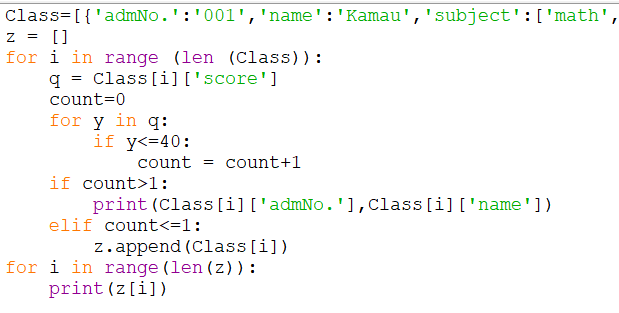 Class=[{'admNo.':'001','name':'Kamau','subject':['math',
z = []
for i in range (len (Class)):
    q = Class[i]['score']
    count=0
    for y in q:
        if y<=40:
            count = count+1
    if count>1:
        print(Class[i]['admNo.'],Class[i]['name'])
    elif count<=1:
        z.append(Class[i])
for i in range(len(z)):
    print(z[i])